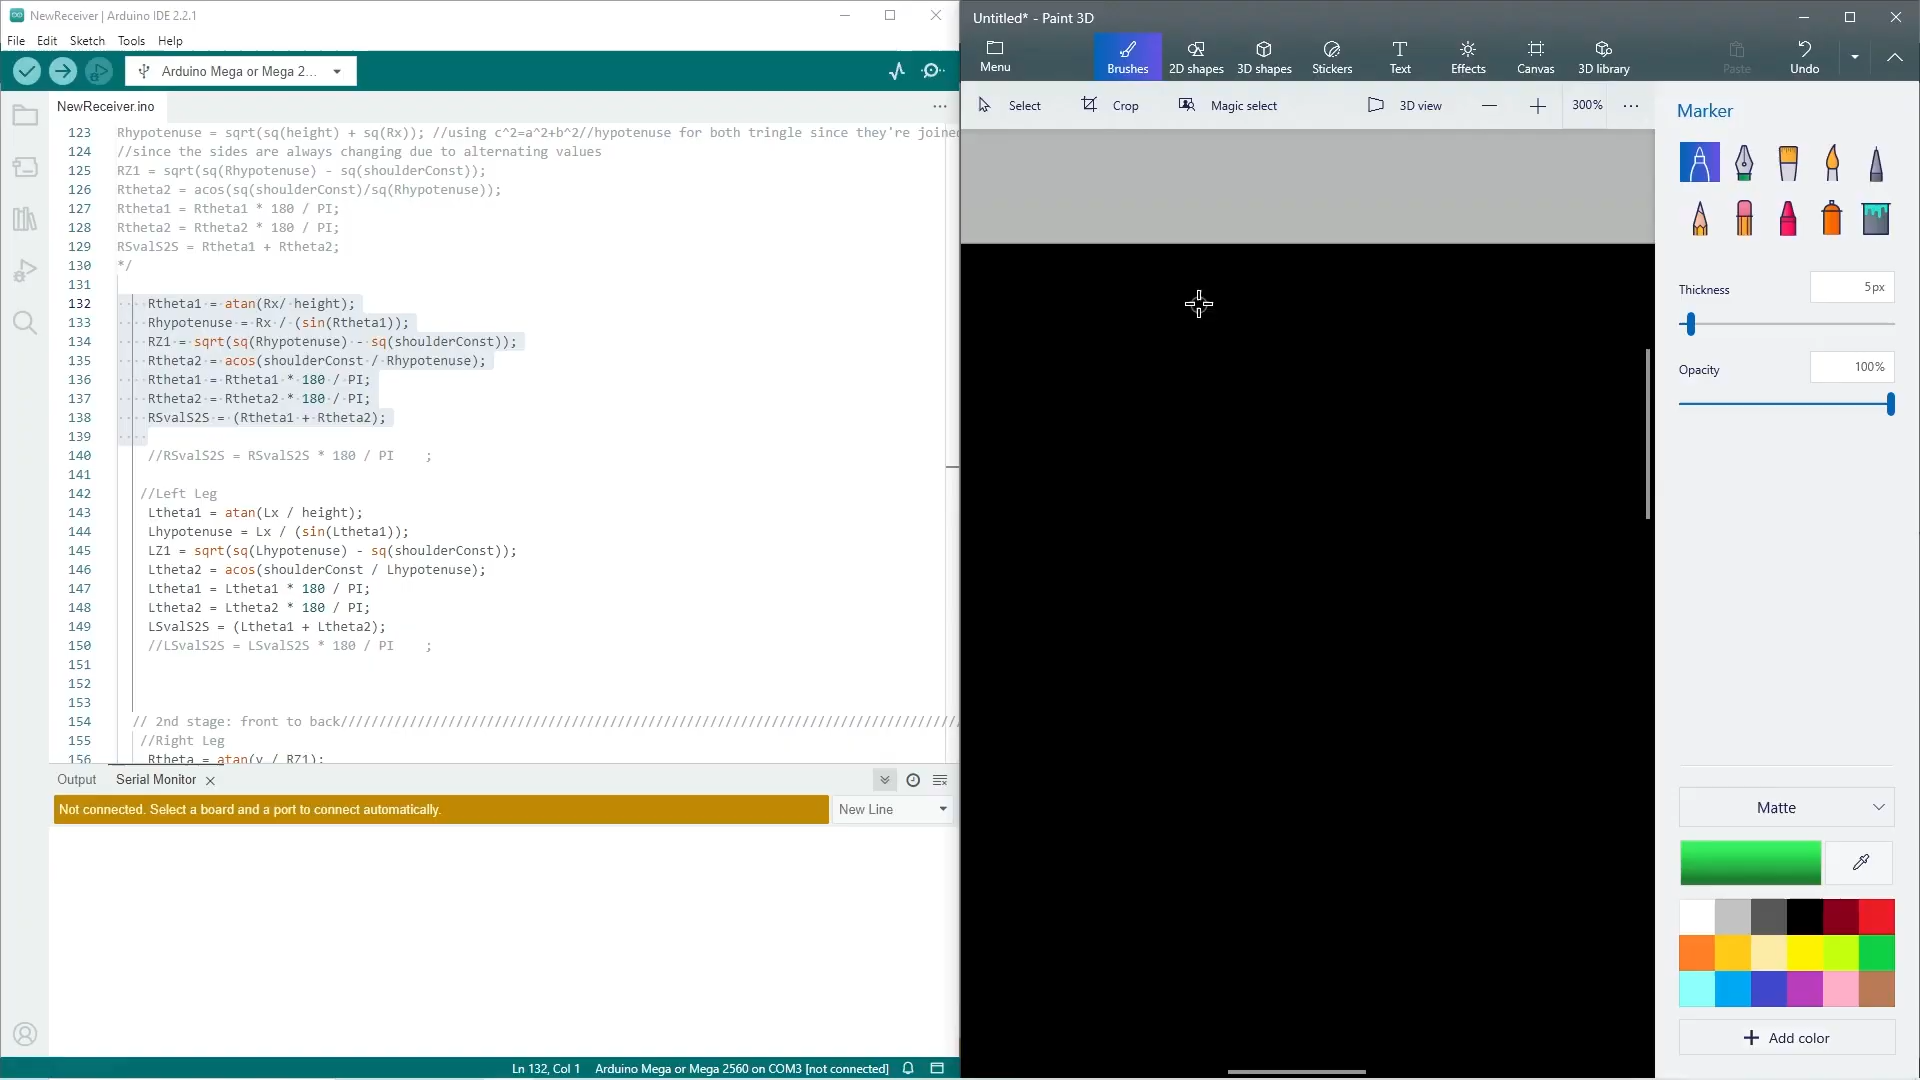 NewReceiver | Arduino IDE 2.2.1
File Edit Sketch Tools Help
Arduino Mega or Mega 2...
NewReceiver.ino
123 Rhypotenuse = sqrt(sq(height) + sq(Rx)); //using c^2=a^2+b^2//hypotenuse for both tringle since they're joined
124 //since the sides are always changing due to alternating values
125 RZ1 = sqrt(sq(Rhypotenuse) - sq(shoulderConst));
126 Rtheta2 = acos(sq(shoulderConst)/sq(Rhypotenuse));
127 Rtheta1 = Rtheta1 * 180 / PI;
128 Rtheta2 = Rtheta2 * 180 / PI;
129 RSvalS2S = Rtheta1 + Rtheta2;
130 */
131
132 Rtheta1 = atan(Rx/ height);
133 Rhypotenuse = Rx / (sin(Rtheta1));
134 RZ1 = sqrt(sq(Rhypotenuse) - sq(shoulderConst));
135 Rtheta2 = acos(shoulderConst / Rhypotenuse);
136 Rtheta1 = Rtheta1 * 180 / PI;
137 Rtheta2 = Rtheta2 * 180 / PI;
138 RSvalS2S = (Rtheta1 + Rtheta2);
139
140 //RSvalS2S = RSvalS2S * 180 / PI    ;
141
142 //Left Leg
143 Ltheta1 = atan(Lx / height);
144 Lhypotenuse = Lx / (sin(Ltheta1));
145 LZ1 = sqrt(sq(Lhypotenuse) - sq(shoulderConst));
146 Ltheta2 = acos(shoulderConst / Lhypotenuse);
147 Ltheta1 = Ltheta1 * 180 / PI;
148 Ltheta2 = Ltheta2 * 180 / PI;
149 LSvalS2S = (Ltheta1 + Ltheta2);
150 //LSvalS2S = LSvalS2S * 180 / PI    ;
151
152
153
154 // 2nd stage: front to back////////////////////////////////////////////////////////////////////////////////
155 //Right Leg
156 Rtheta = atan(y / RZ1);
Output Serial Monitor
Not connected. Select a board and a port to connect automatically.
New Line
Ln 132, Col 1 Arduino Mega or Mega 2560 on COM3 [not connected]
Untitled* - Paint 3D
Menu Brushes 2D shapes 3D shapes Stickers Text Effects Canvas 3D library Paste Undo
Select Crop Magic select 3D view 300%
Marker
Thickness 5px
Opacity 100%
Matte
Add color